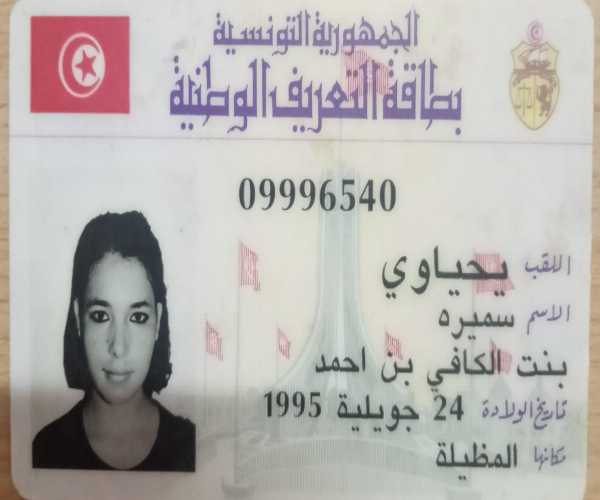 الجمهورية التونسية
بطاقة التعريف الوطنية
09996540
اللقب يحياوي
الاسم سميره
بنت الكافي بن احمد
تاريخ الولادة 24 جويلية 1995
مكانها المظيلة